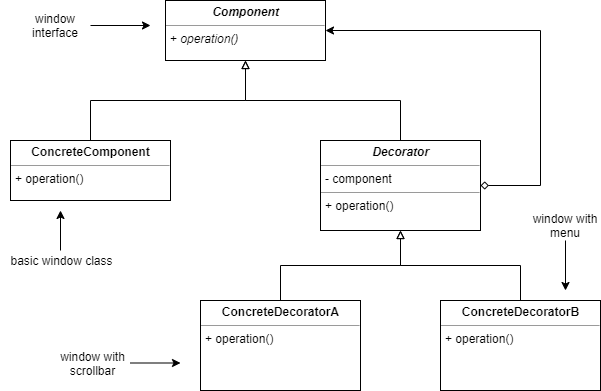 Component
window
interface
+ operation()
ConcreteComponent
+ operation()
Decorator
- component
+ operation()
basic window class
window with
menu
ConcreteDecoratorA
+ operation()
ConcreteDecoratorB
+ operation()
window with
scrollbar